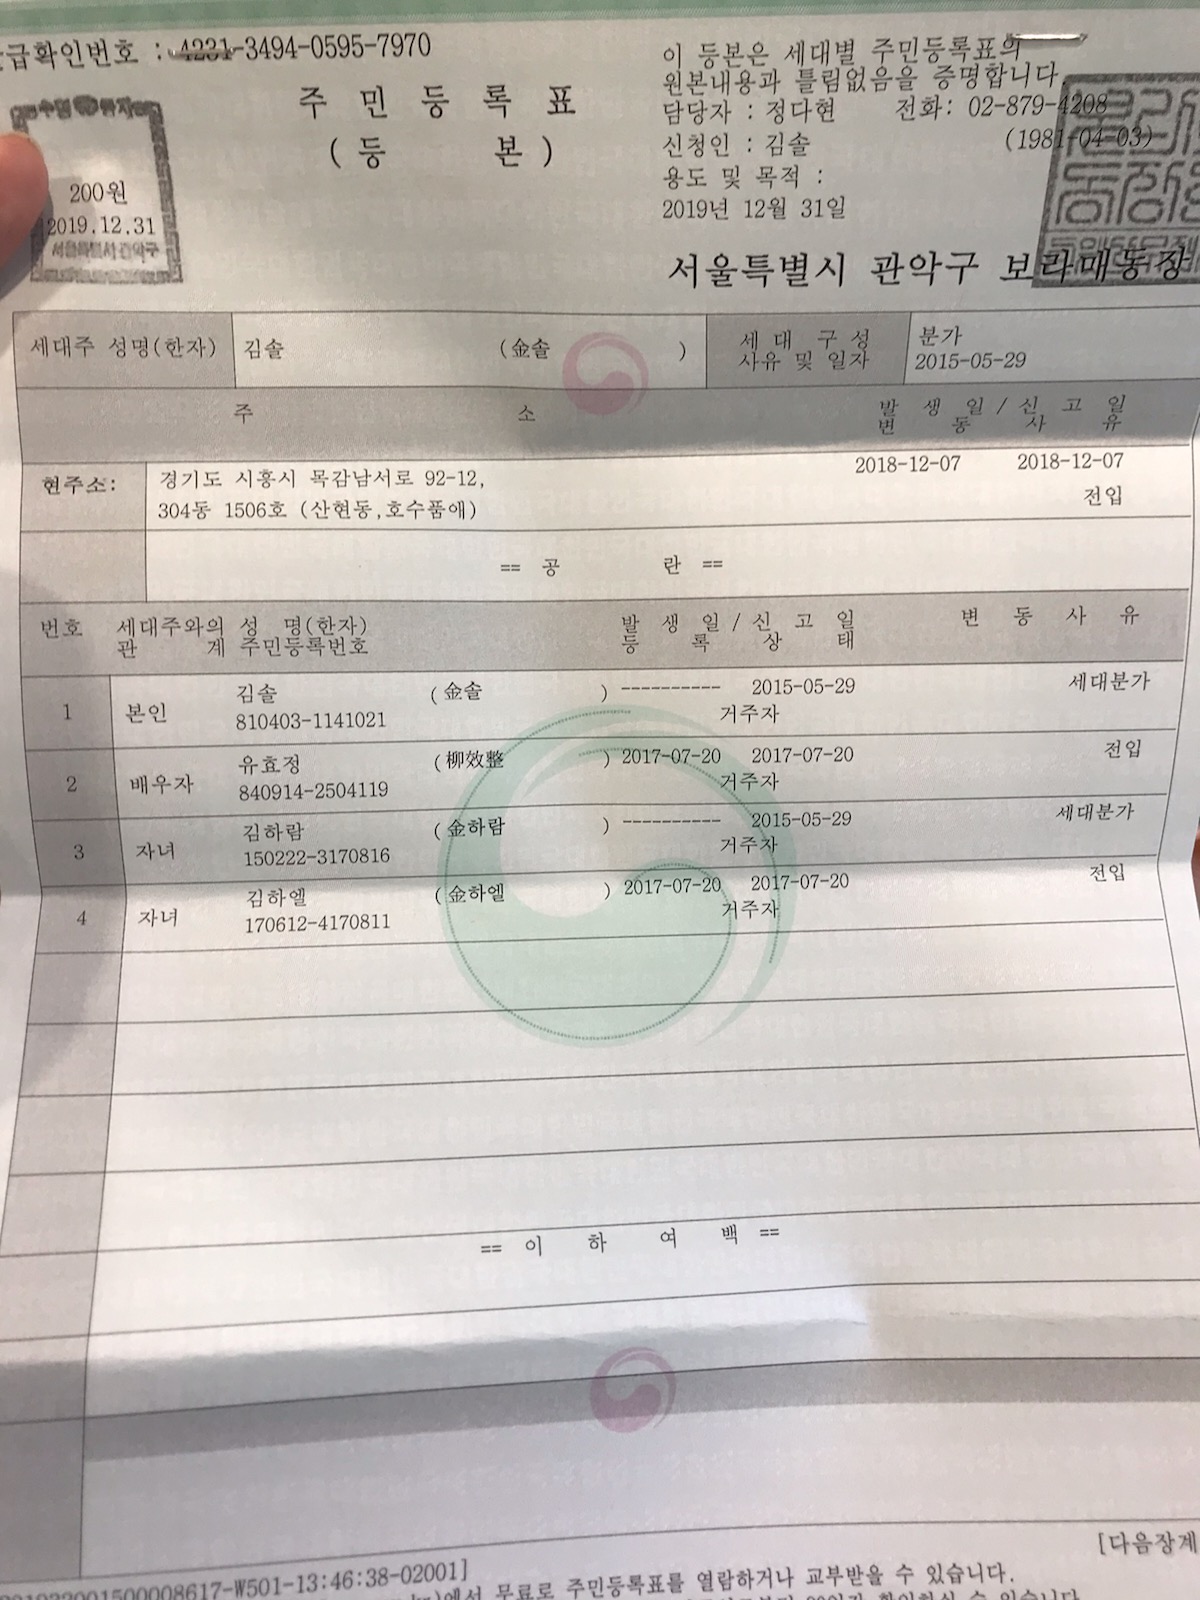 급확인번호 : 4231-3494-0595-7970
주 민 등 록 표
( 등 본 )
이 등본은 세대별 주민등록표의
원본내용과 틀림없음을 증명합니다.
담당자 : 정다현 전화: 02-879-4208
신청인 : 김솔 (1981-04-03)
용도 및 목적 :
2019년 12월 31일
200원
2019.12.31
서울특별시 관악구
서울특별시 관악구 보라매동장
세대주 성명(한자) 김솔 (金솔 ) 세 대 구 성 사유 및 일자 분가 2015-05-29
주 소 발 생 일 / 신 고 일
변 동 사 유
현주소: 경기도 시흥시 목감남서로 92-12, 2018-12-07 2018-12-07
304동 1506호 (산현동,호수품애) 전입
== 공 란 ==
번호 세대주와의 성 명(한자) 발 생 일 / 신 고 일 변 동 사 유
관 계 주민등록번호 등 록 상 태
1 본인 김솔 (金솔 ) ---------- 2015-05-29 세대분가
810403-1141021 거주자
2 배우자 유효정 (柳效整 ) 2017-07-20 2017-07-20 전입
840914-2504119 거주자
3 자녀 김하람 (金하람 ) ---------- 2015-05-29 세대분가
150222-3170816 거주자
4 자녀 김하엘 (金하엘 ) 2017-07-20 2017-07-20 전입
170612-4170811 거주자
== 이 하 여 백 ==
[다음장계
-W501-13:46:38-02001]
에서 무료로 주민등록표를 열람하거나 교부받을 수 있습니다.